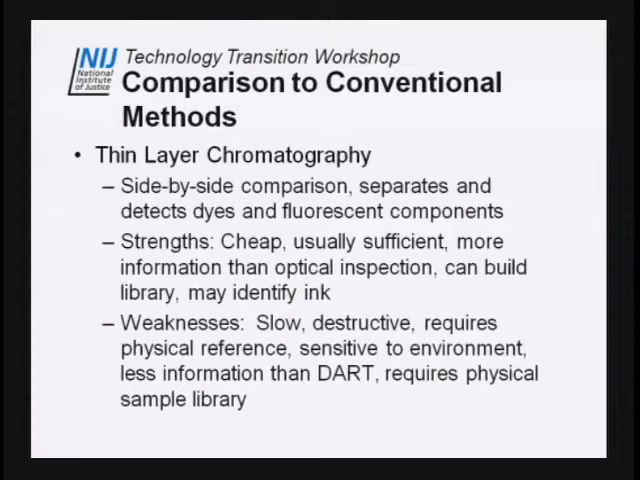 NIJ
National
Institute
of Justice
Technology Transition Workshop
Comparison to Conventional
Methods
• Thin Layer Chromatography
– Side-by-side comparison, separates and
detects dyes and fluorescent components
– Strengths: Cheap, usually sufficient, more
information than optical inspection, can build
library, may identify ink
– Weaknesses: Slow, destructive, requires
physical reference, sensitive to environment,
less information than DART, requires physical
sample library